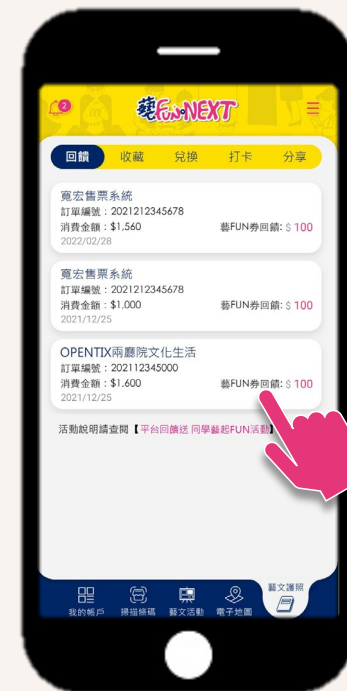 2
藝FUN•NEXT
回饋 收藏 兌換 打卡 分享
寬宏售票系統
訂單編號：2021212345678
消費金額：$1,560 藝FUN券回饋: $ 100
2022/02/28
寬宏售票系統
訂單編號：2021212345678
消費金額：$1,000 藝FUN券回饋: $ 100
2021/12/25
OPENTIX兩廳院文化生活
訂單編號：202112345000
消費金額：$1,600 藝FUN券回饋: $ 100
2021/12/25
活動說明請查閱【平台回饋送 同學藝起FUN活動】
我的帳戶 掃描條碼 藝文活動 電子地圖 藝文護照